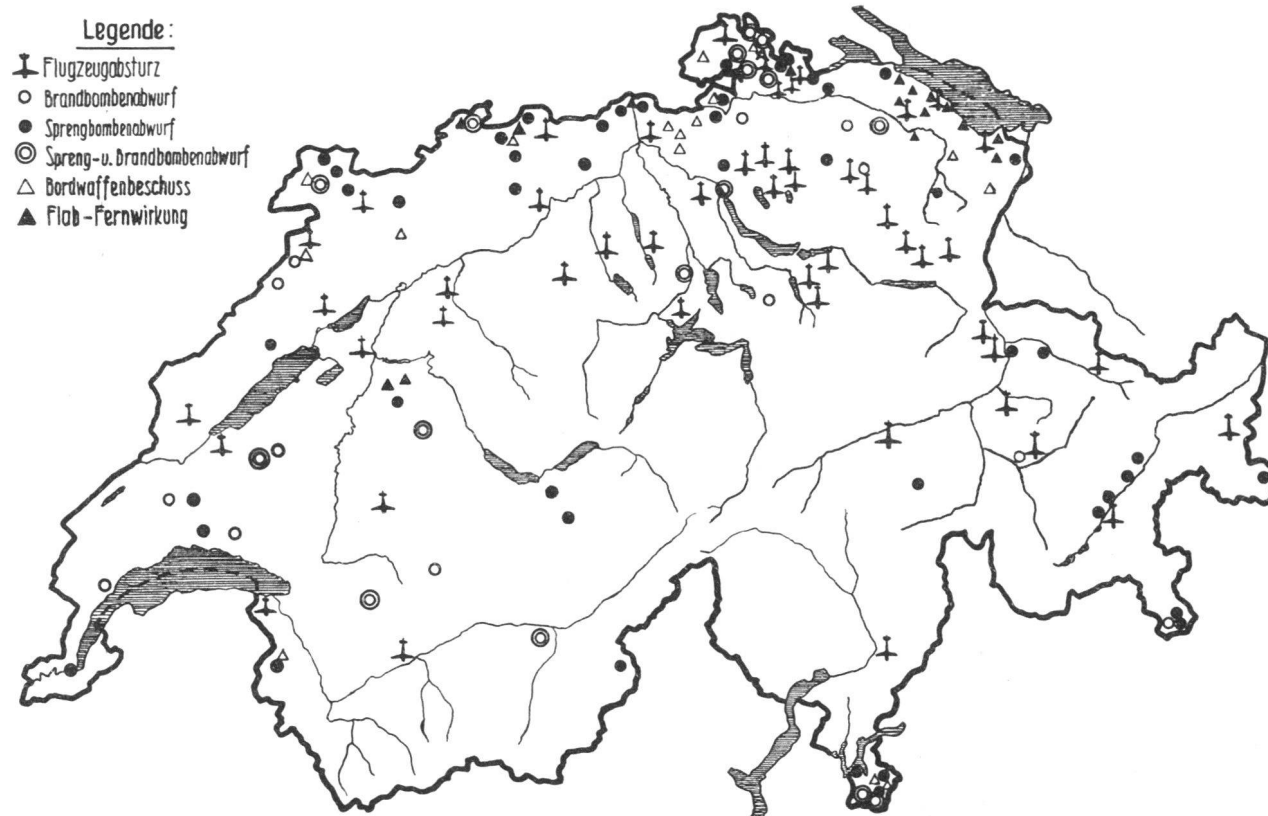 Legende:
Flugzeugabsturz
Brandbombenabwurf
Sprengbombenabwurf
Spreng-u. Brandbombenabwurf
Bordwaffenbeschuss
Flab-Fernwirkung